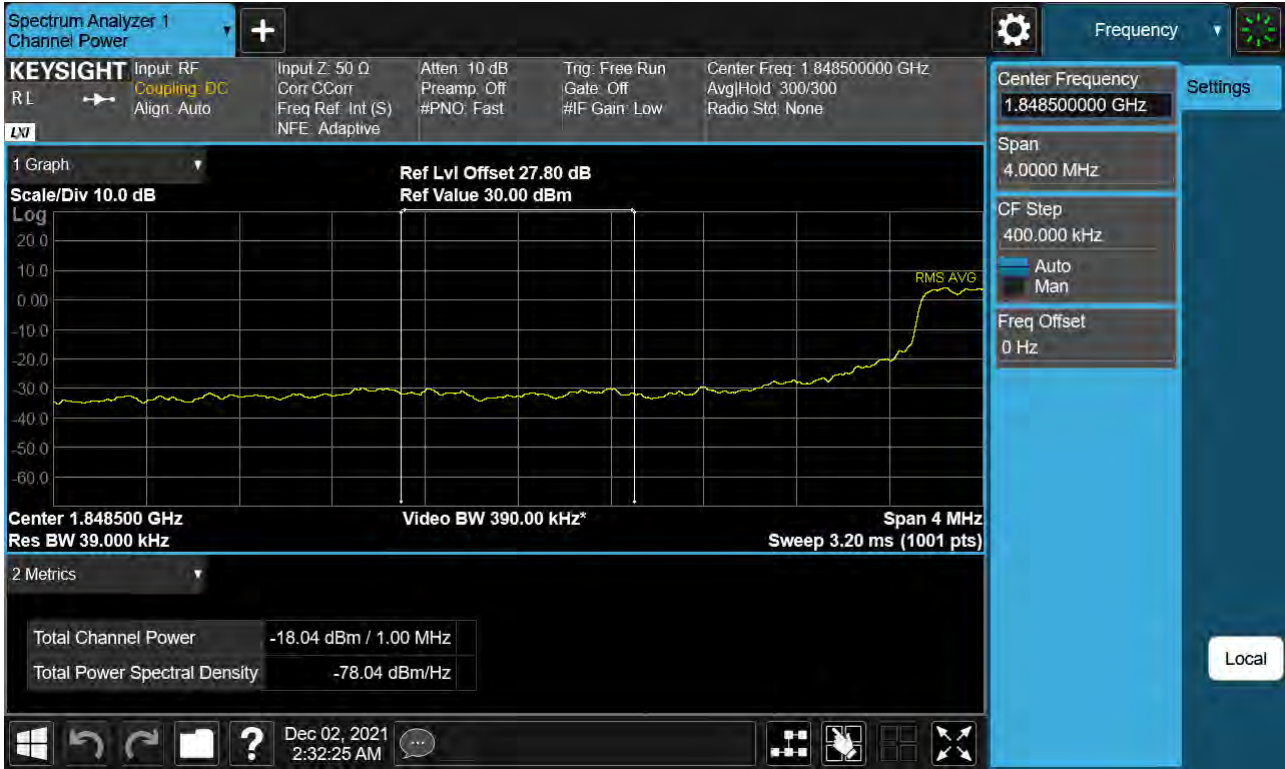 Spectrum Analyzer 1
Channel Power
Frequency
KEYSIGHT
R L
LXI
Input: RF
Coupling: DC
Align: Auto
Input Z: 50 Ω
Corr CCorr
Freq Ref: Int (S)
NFE: Adaptive
Atten: 10 dB
Preamp: Off
#PNO: Fast
Trig: Free Run
Gate: Off
#IF Gain: Low
Center Freq: 1.848500000 GHz
Avg|Hold: 300/300
Radio Std: None
1 Graph
Scale/Div 10.0 dB
Ref Lvl Offset 27.80 dB
Ref Value 30.00 dBm
Log
20.0
10.0
0.00
-10.0
-20.0
-30.0
-40.0
-50.0
-60.0
RMS AVG
Center 1.848500 GHz
Res BW 39.000 kHz
Video BW 390.00 kHz*
Span 4 MHz
Sweep 3.20 ms (1001 pts)
2 Metrics
Total Channel Power -18.04 dBm / 1.00 MHz
Total Power Spectral Density -78.04 dBm/Hz
Center Frequency
1.848500000 GHz
Span
4.0000 MHz
CF Step
400.000 kHz
Auto
Man
Freq Offset
0 Hz
Settings
Local
?
Dec 02, 2021
2:32:25 AM